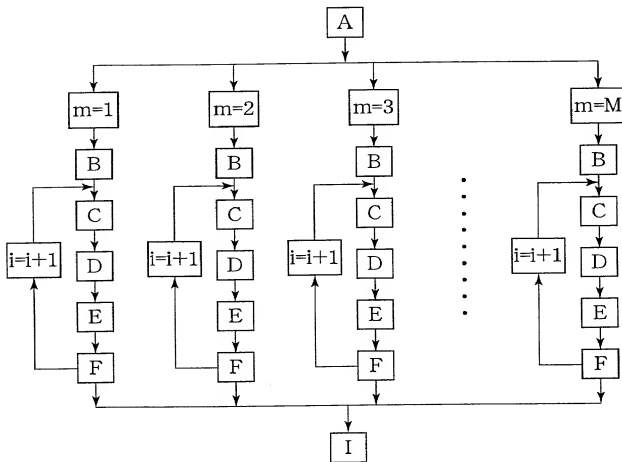 A
m=1 m=2 m=3 m=M
B B B B
C C C C
i=i+1 D i=i+1 D i=i+1 D i=i+1 D
E E E E
F F F F
I